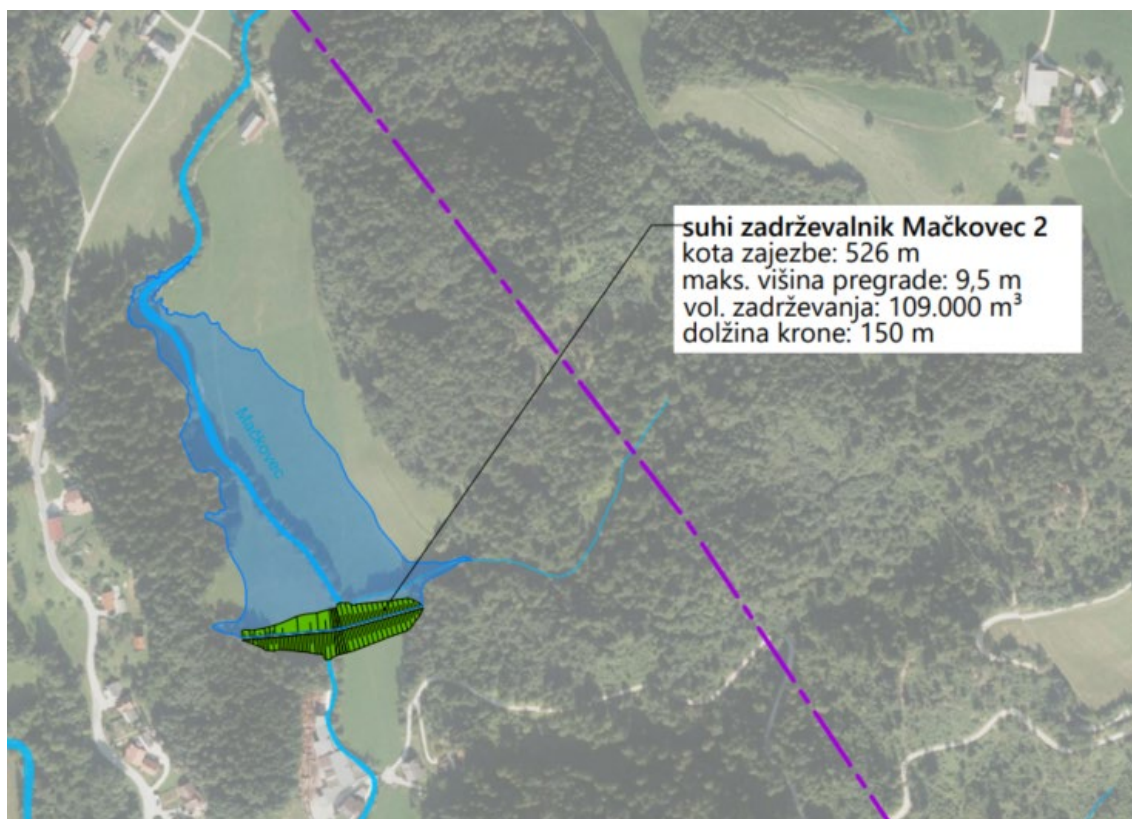 suhi zadrževalnik Mačkovec 2
kota zajezbe: 526 m
maks. višina pregrade: 9,5 m
vol. zadrževanja: 109.000 m³
dolžina krone: 150 m
Mačkovec